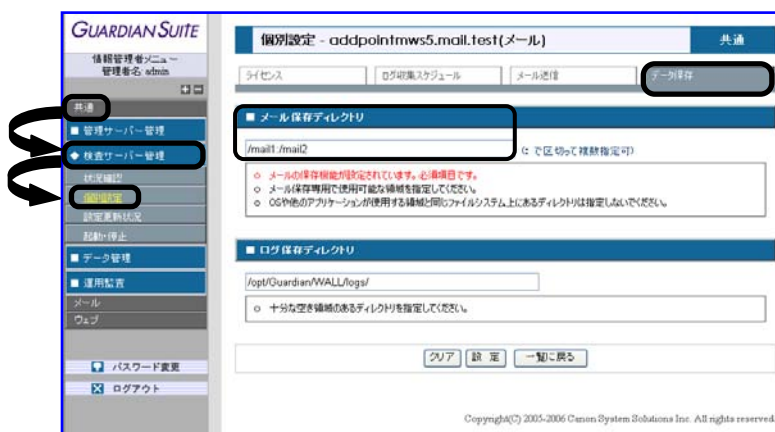 GUARDIANSUITE
情報管理者メニュー
管理者名: admin
共通
■ 管理サーバー管理
◆ 検査サーバー管理
状況確認
個別設定
設定更新状況
起動・停止
■ データ管理
■ 運用監査
メール
ウェブ
パスワード変更
ログアウト
個別設定 - addpointmws5.mail.test(メール)
共通
ライセンス
ログ収集スケジュール
メール送信
データ保存
■ メール保存ディレクトリ
/mail1:/mail2
(: で区切って複数指定可)
メールの保存機能が設定されています。必須項目です。
メール保存専用で使用可能な領域を指定してください。
OSや他のアプリケーションが使用する領域と同じファイルシステム上にあるディレクトリは指定しないでください。
■ ログ保存ディレクトリ
/opt/Guardian/WALL/logs/
十分な空き領域のあるディレクトリを指定してください。
クリア
設 定
一覧に戻る
Copyright(C) 2005-2006 Canon System Solutions Inc. All rights reserved.